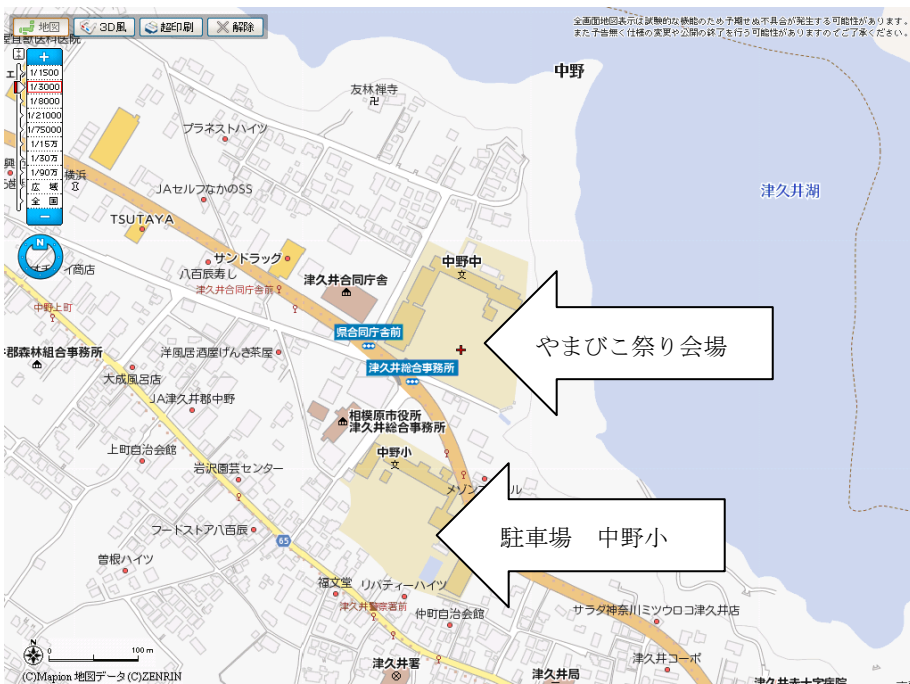 地図
3D風
超印刷
解除
全画面地図表示は試験的な機能のため予期せぬ不具合が発生する可能性があります。
また予告無く仕様の変更や公開の終了を行う可能性がありますのでご了承ください。
+
1/1500
1/3000
1/8000
1/21000
1/75000
1/15万
1/30万
1/90万
広域
全国
−
N
中野
友林禅寺
プラネストハイツ
津久井湖
横浜
JAセルフなかのSS
TSUTAYA
サンドラッグ
八百辰寿し
津久井合同庁舎前
津久井合同庁舎
中野中
イ商店
中野上町
県合同庁舎前
津久井総合事務所
やまびこ祭り会場
郡森林組合事務所
洋風居酒屋げんき茶屋
大成風呂店
JA津久井郡中野
相模原市役所
津久井総合事務所
中野小
上町自治会館
岩沢園芸センター
フードストア八百辰
65
駐車場 中野小
曽根ハイツ
福文堂
リバティーハイツ
津久井警察署前
仲町自治会館
サラダ神奈川ミツウロコ津久井店
津久井署
津久井局
津久井コーポ
津久井赤十字病院
N
0
100 m
(C)Mapion 地図データ(C)ZENRIN